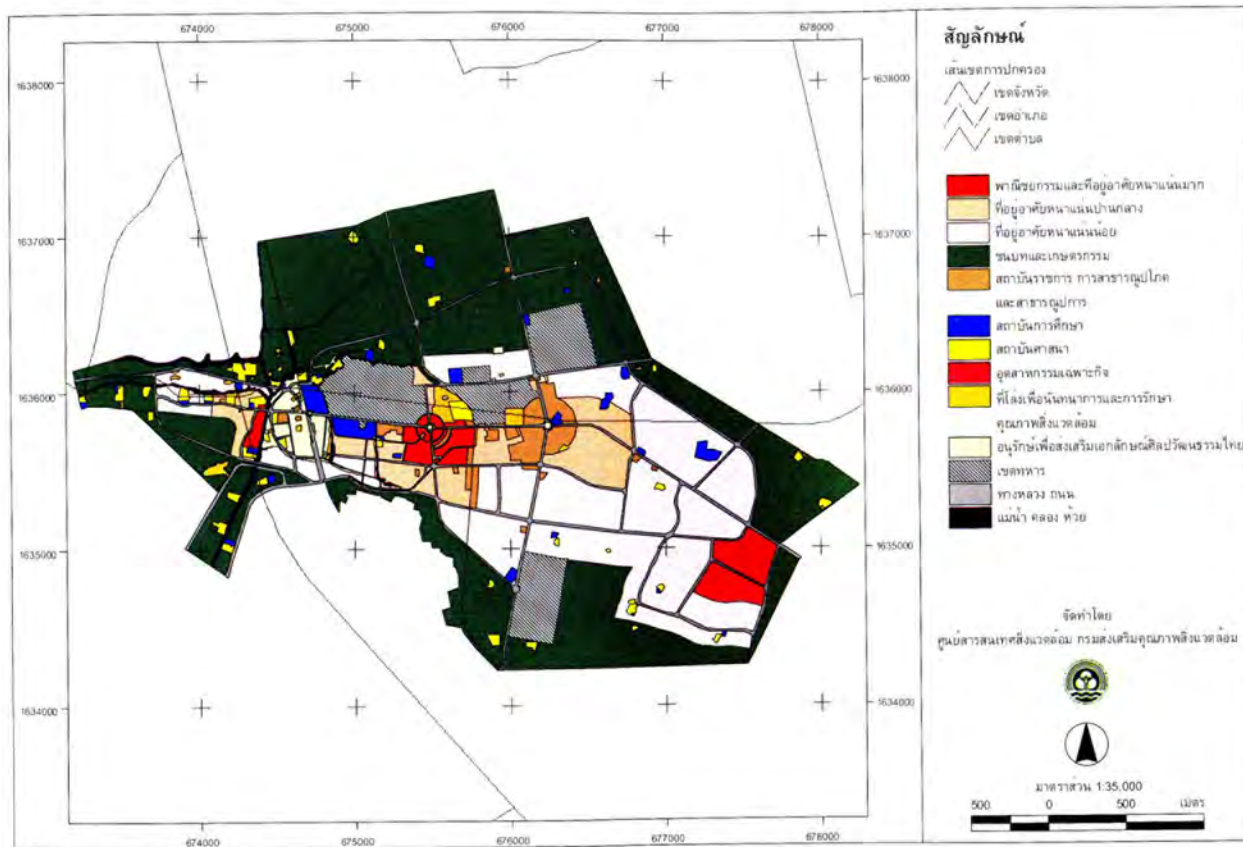 674000 675000 676000 677000 678000
1638000 1638000
1637000 1637000
1636000 1636000
1635000 1635000
1634000 1634000
674000 675000 676000 677000 678000
สัญลักษณ์
เส้นเขตการปกครอง
เขตจังหวัด
เขตอำเภอ
เขตตำบล
พาณิชยกรรมและที่อยู่อาศัยหนาแน่นมาก
ที่อยู่อาศัยหนาแน่นปานกลาง
ที่อยู่อาศัยหนาแน่นน้อย
ชนบทและเกษตรกรรม
สถาบันราชการ การสาธารณูปโภค
และสาธารณูปการ
สถาบันการศึกษา
สถาบันศาสนา
อุตสาหกรรมเฉพาะกิจ
ที่โล่งเพื่อนันทนาการและการรักษา
คุณภาพสิ่งแวดล้อม
อนุรักษ์เพื่อส่งเสริมเอกลักษณ์ศิลปวัฒนธรรมไทย
เขตทหาร
ทางหลวง ถนน
แม่น้ำ คลอง ห้วย
จัดทำโดย
ศูนย์สารสนเทศสิ่งแวดล้อม กรมส่งเสริมคุณภาพสิ่งแวดล้อม
มาตราส่วน 1:35,000
500 0 500 เมตร